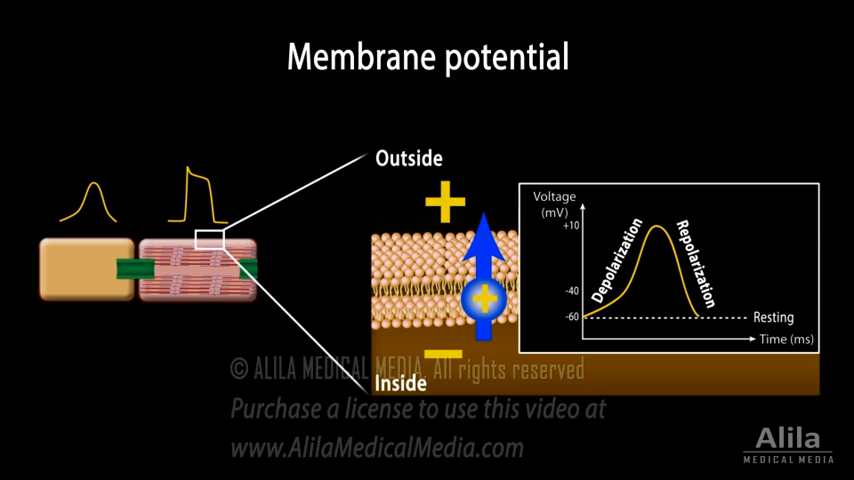 Membrane potential
Outside
+
+
−
Inside
Voltage
(mV)
+10
-40
-60
Depolarization
Repolarization
Resting
Time (ms)
© ALILA MEDICAL MEDIA. All rights reserved
Purchase a license to use this video at
www.AlilaMedicalMedia.com
Alila
MEDICAL MEDIA